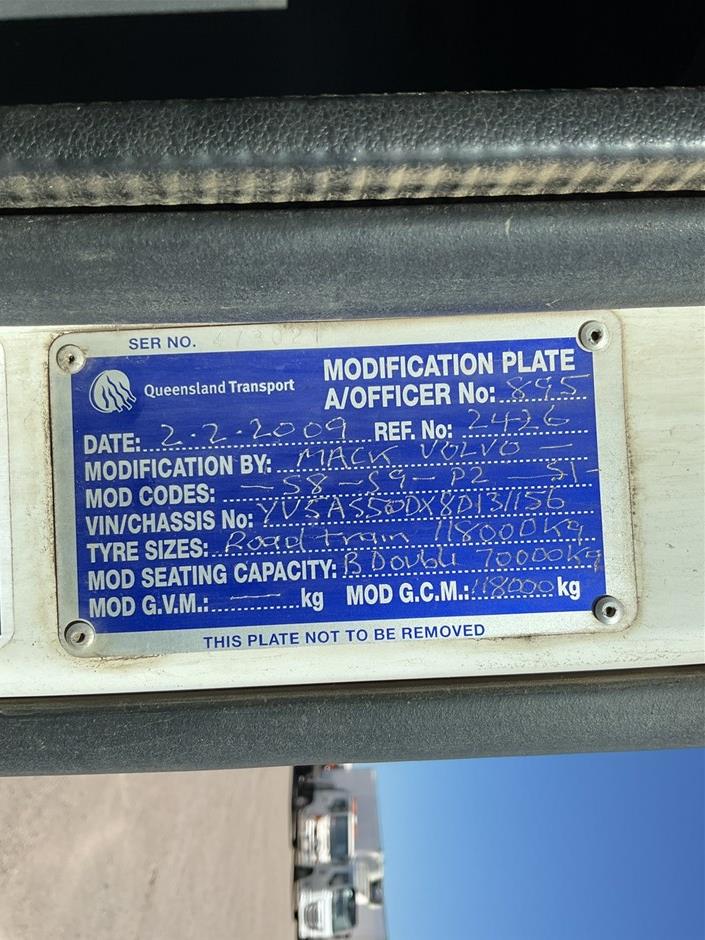 SER NO. 473021
Queensland Transport
MODIFICATION PLATE
A/OFFICER No: 895
DATE: 2.2.2009 REF. No: 2426
MODIFICATION BY: MACK VOLVO -
MOD CODES: - S8 - S9 - P2 - S1 -
VIN/CHASSIS No: YV5AS50DX8D131156
TYRE SIZES: Road train 118000kg
MOD SEATING CAPACITY: B Double 70000kg
MOD G.V.M.: — kg MOD G.C.M.: 118000 kg
THIS PLATE NOT TO BE REMOVED